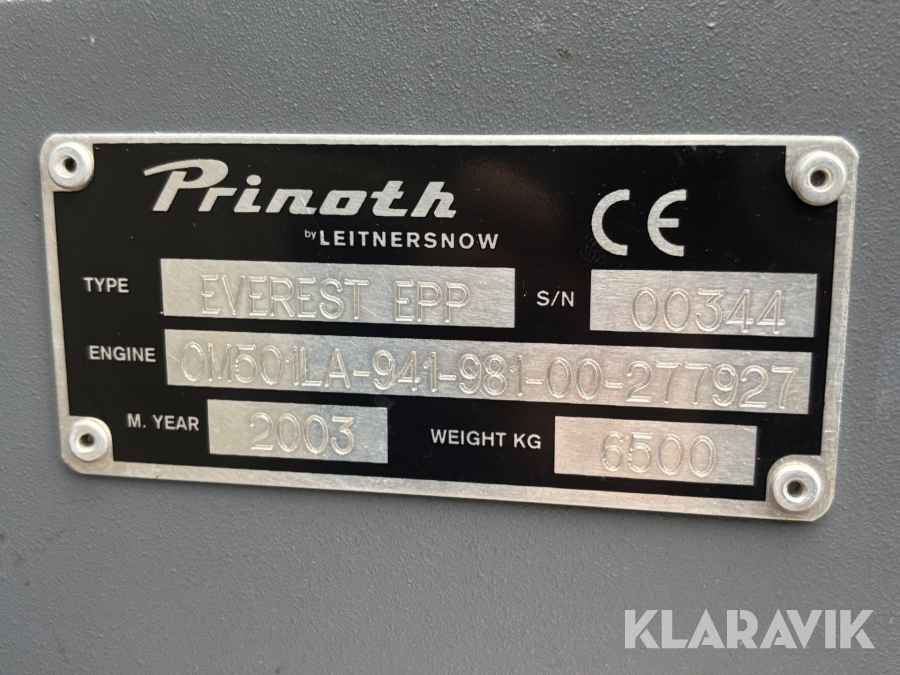 KLARAVIK
Prinoth
by LEITNERSNOW
CE
TYPE EVEREST EPP S/N 00344
ENGINE OM501LA-941-981-00-277927
M. YEAR 2003 WEIGHT KG 6500
KLARAVIK